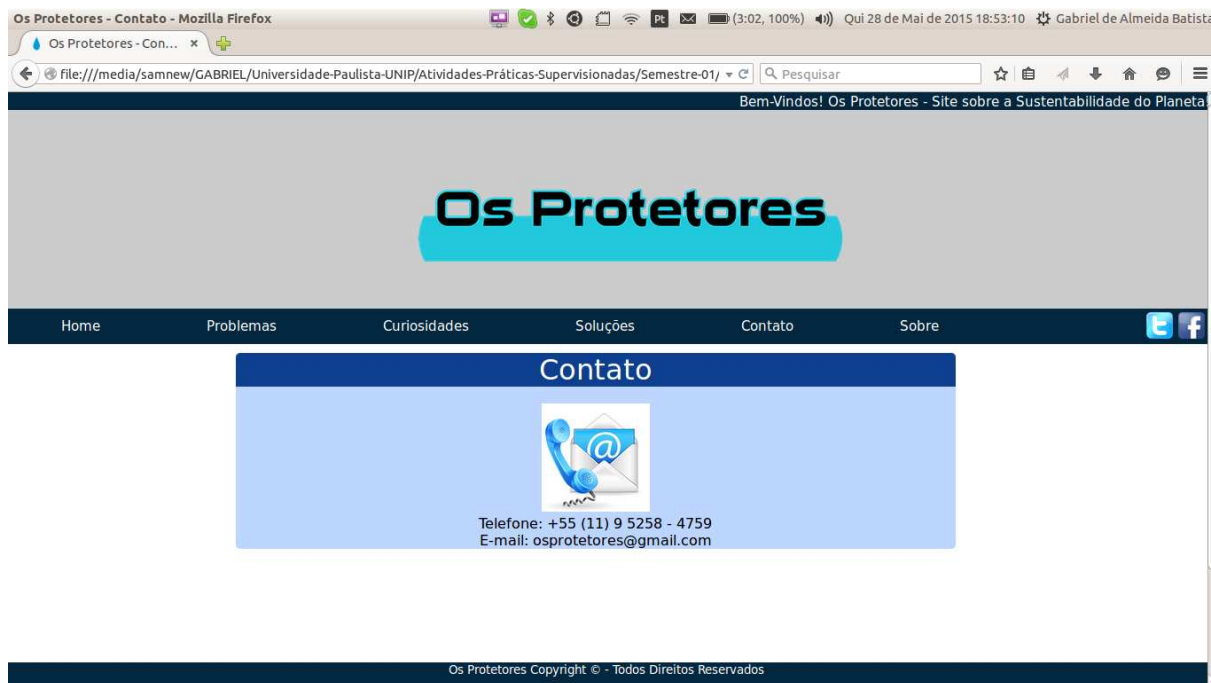 Os Protetores - Contato - Mozilla Firefox
Pt
(3:02, 100%)
Qui 28 de Mai de 2015 18:53:10
Gabriel de Almeida Batista
Os Protetores - Con...
file:///media/samnew/GABRIEL/Universidade-Paulista-UNIP/Atividades-Práticas-Supervisionadas/Semestre-01/
Pesquisar
Bem-Vindos! Os Protetores - Site sobre a Sustentabilidade do Planeta!
Os Protetores
Home Problemas Curiosidades Soluções Contato Sobre
Contato
@
Telefone: +55 (11) 9 5258 - 4759
E-mail: osprotetores@gmail.com
Os Protetores Copyright © - Todos Direitos Reservados